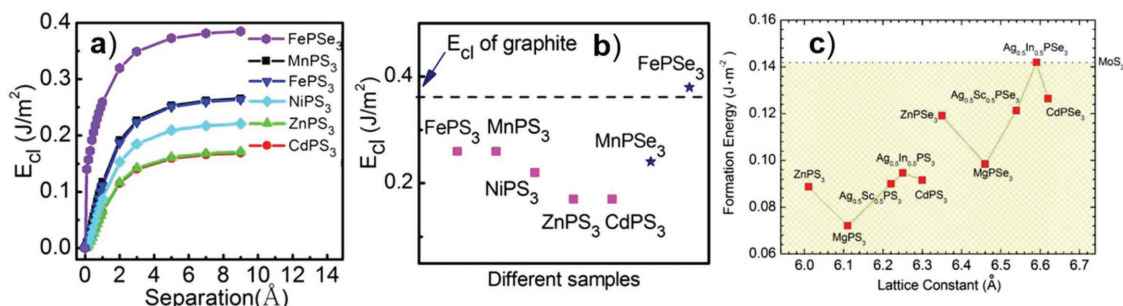 a)
E_cl (J/m²)
0.4
0.3
0.2
0.1
0.0
0 2 4 6 8 10 12 14
Separation(Å)
FePSe₃
MnPS₃
FePS₃
NiPS₃
ZnPS₃
CdPS₃
b)
E_cl (J/m²)
0.4
0.2
E_cl of graphite
FePSe₃
FePS₃
MnPS₃
MnPSe₃
NiPS₃
ZnPS₃
CdPS₃
Different samples
c)
Formation Energy (J·m⁻²)
0.16
0.14
0.12
0.10
0.08
0.06
Ag₀.₅In₀.₅PSe₃
MoS₂
Ag₀.₅Sc₀.₅PSe₃
ZnPSe₃
CdPSe₃
MgPSe₃
Ag₀.₅In₀.₅PS₃
ZnPS₃
Ag₀.₅Sc₀.₅PS₃
CdPS₃
MgPS₃
6.0 6.1 6.2 6.3 6.4 6.5 6.6 6.7
Lattice Constant (Å)